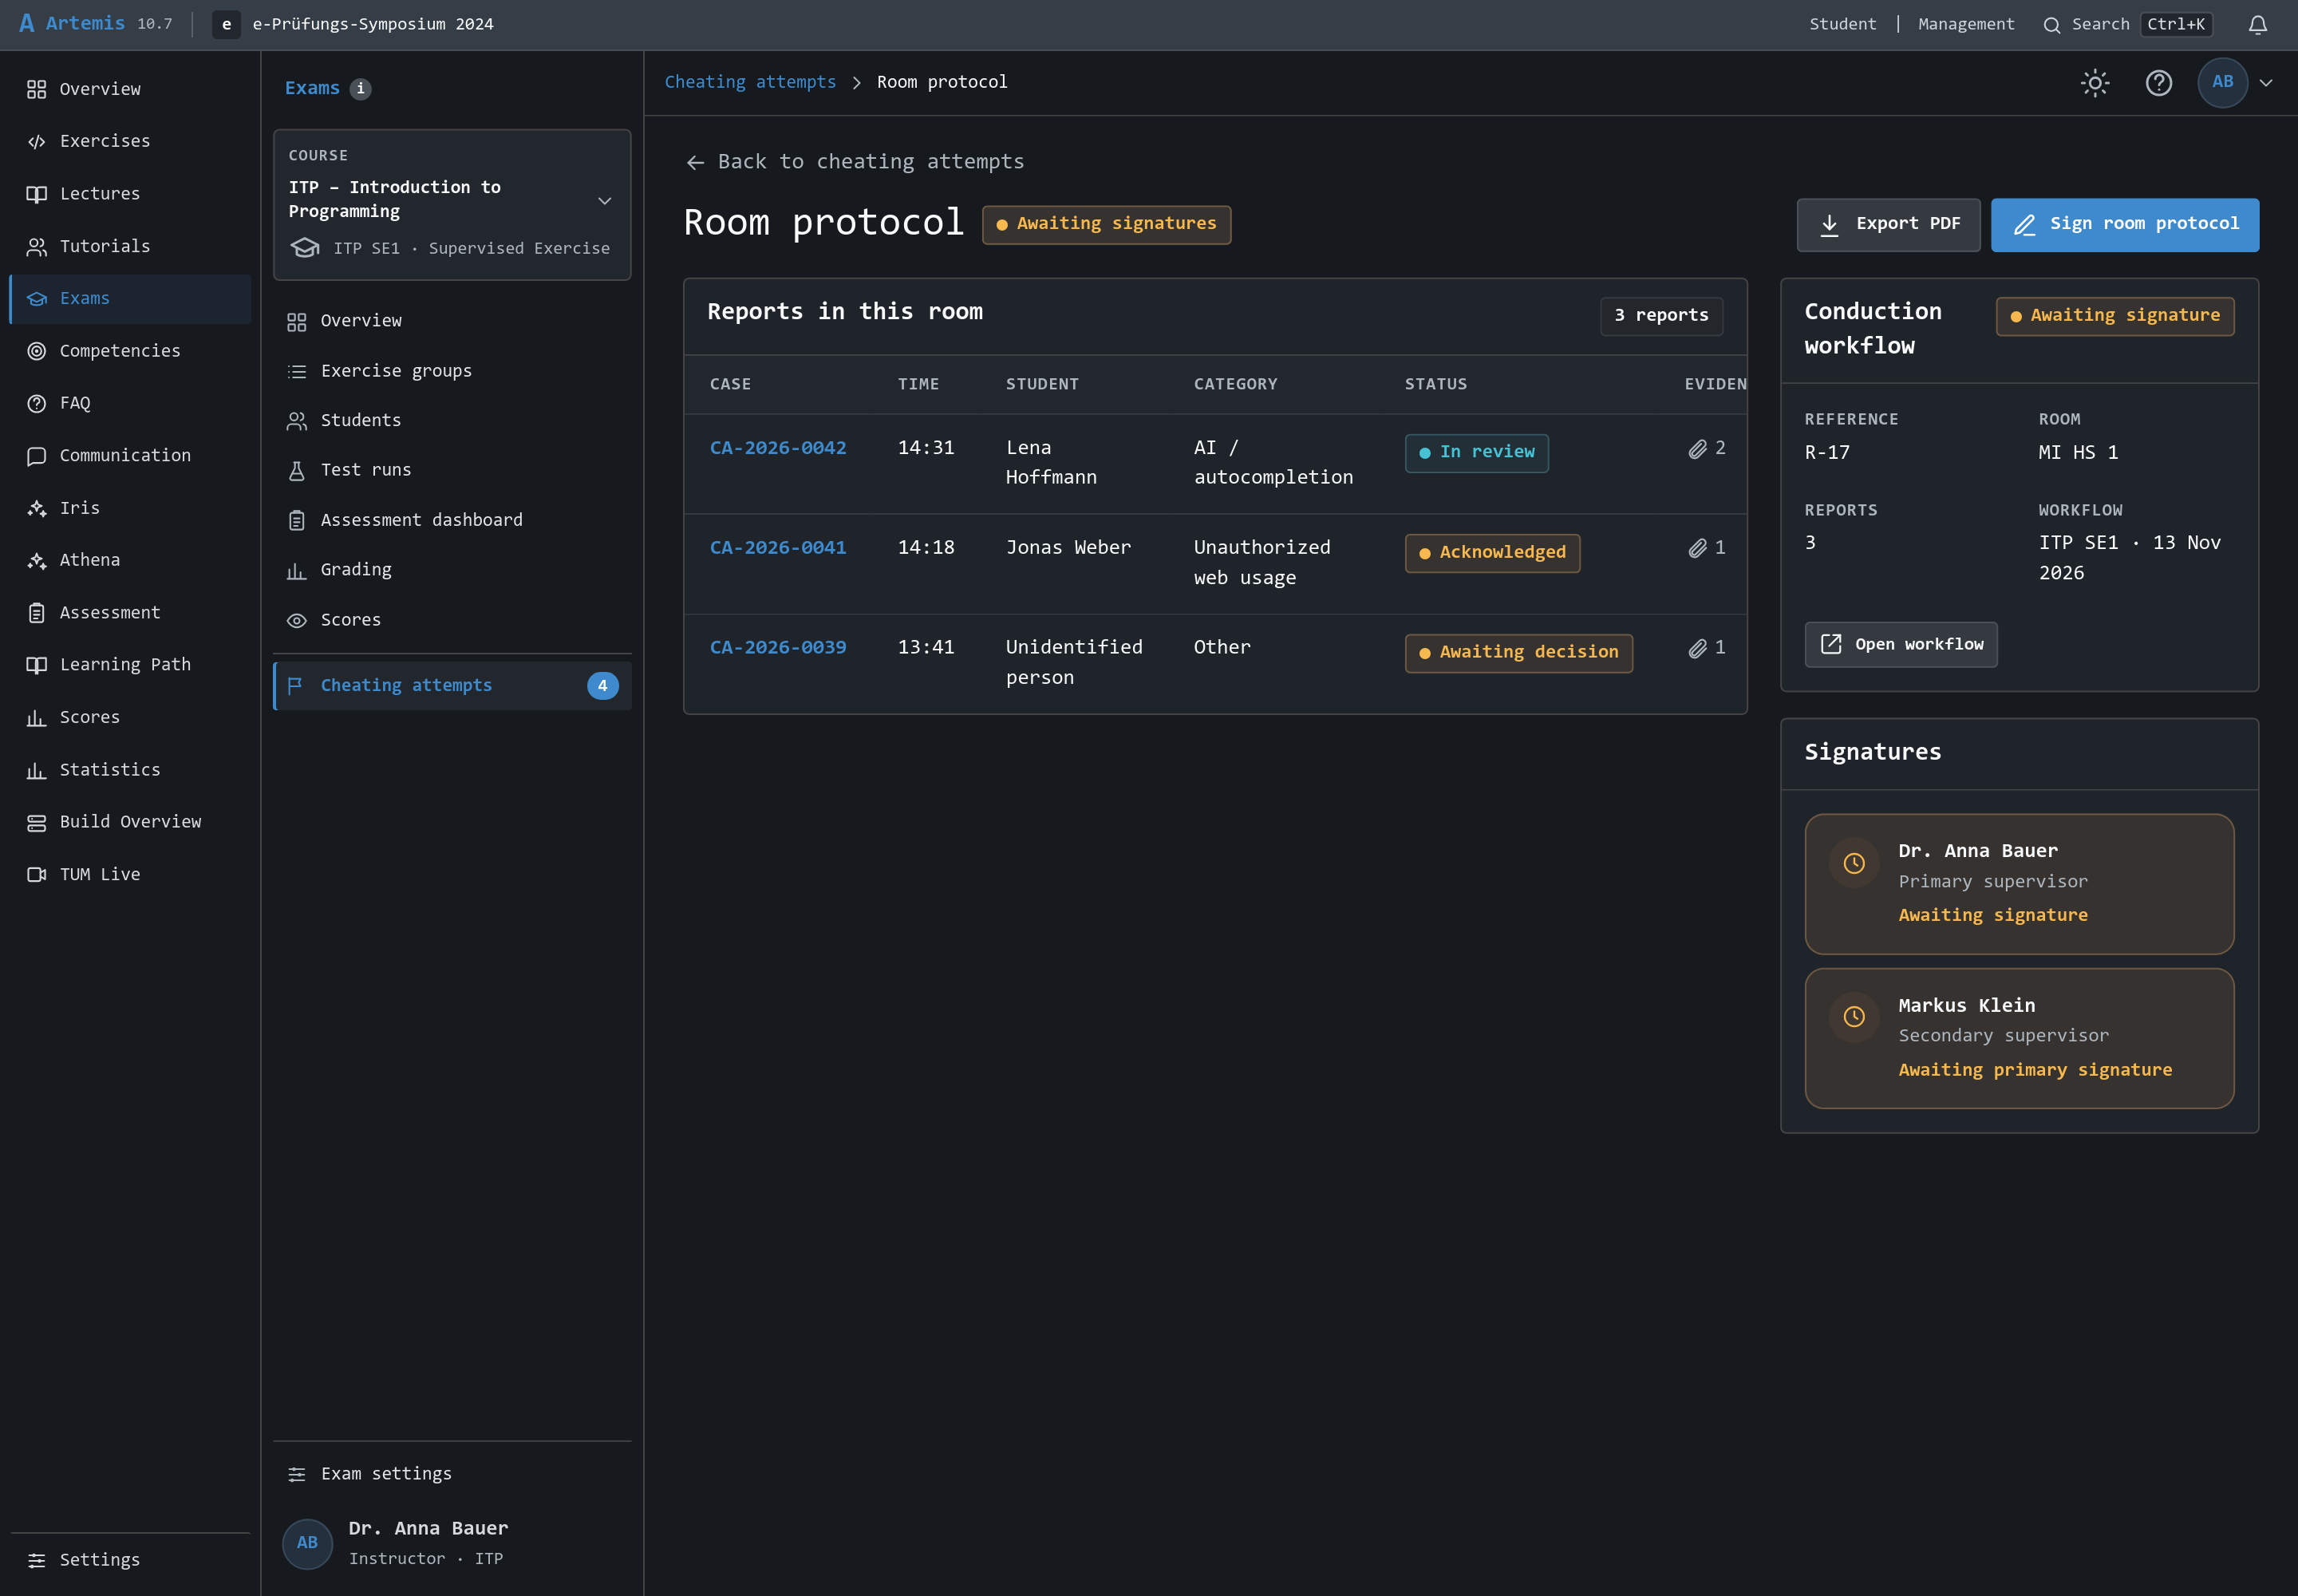 A Artemis 10.7 e e-Prüfungs-Symposium 2024
Student | Management Search Ctrl+K
Overview
Exercises
Lectures
Tutorials
Exams
Competencies
FAQ
Communication
Iris
Athena
Assessment
Learning Path
Scores
Statistics
Build Overview
TUM Live
Settings
Exams i
COURSE
ITP – Introduction to
Programming
ITP SE1 · Supervised Exercise
Overview
Exercise groups
Students
Test runs
Assessment dashboard
Grading
Scores
Cheating attempts 4
Exam settings
AB
Dr. Anna Bauer
Instructor · ITP
Cheating attempts > Room protocol
AB
Back to cheating attempts
Room protocol Awaiting signatures
Export PDF Sign room protocol
Reports in this room 3 reports
CASE TIME STUDENT CATEGORY STATUS EVIDEN
CA-2026-0042 14:31 Lena AI / In review 2
Hoffmann autocompletion
CA-2026-0041 14:18 Jonas Weber Unauthorized Acknowledged 1
web usage
CA-2026-0039 13:41 Unidentified Other Awaiting decision 1
person
Conduction Awaiting signature
workflow
REFERENCE ROOM
R-17 MI HS 1
REPORTS WORKFLOW
3 ITP SE1 · 13 Nov
2026
Open workflow
Signatures
Dr. Anna Bauer
Primary supervisor
Awaiting signature
Markus Klein
Secondary supervisor
Awaiting primary signature